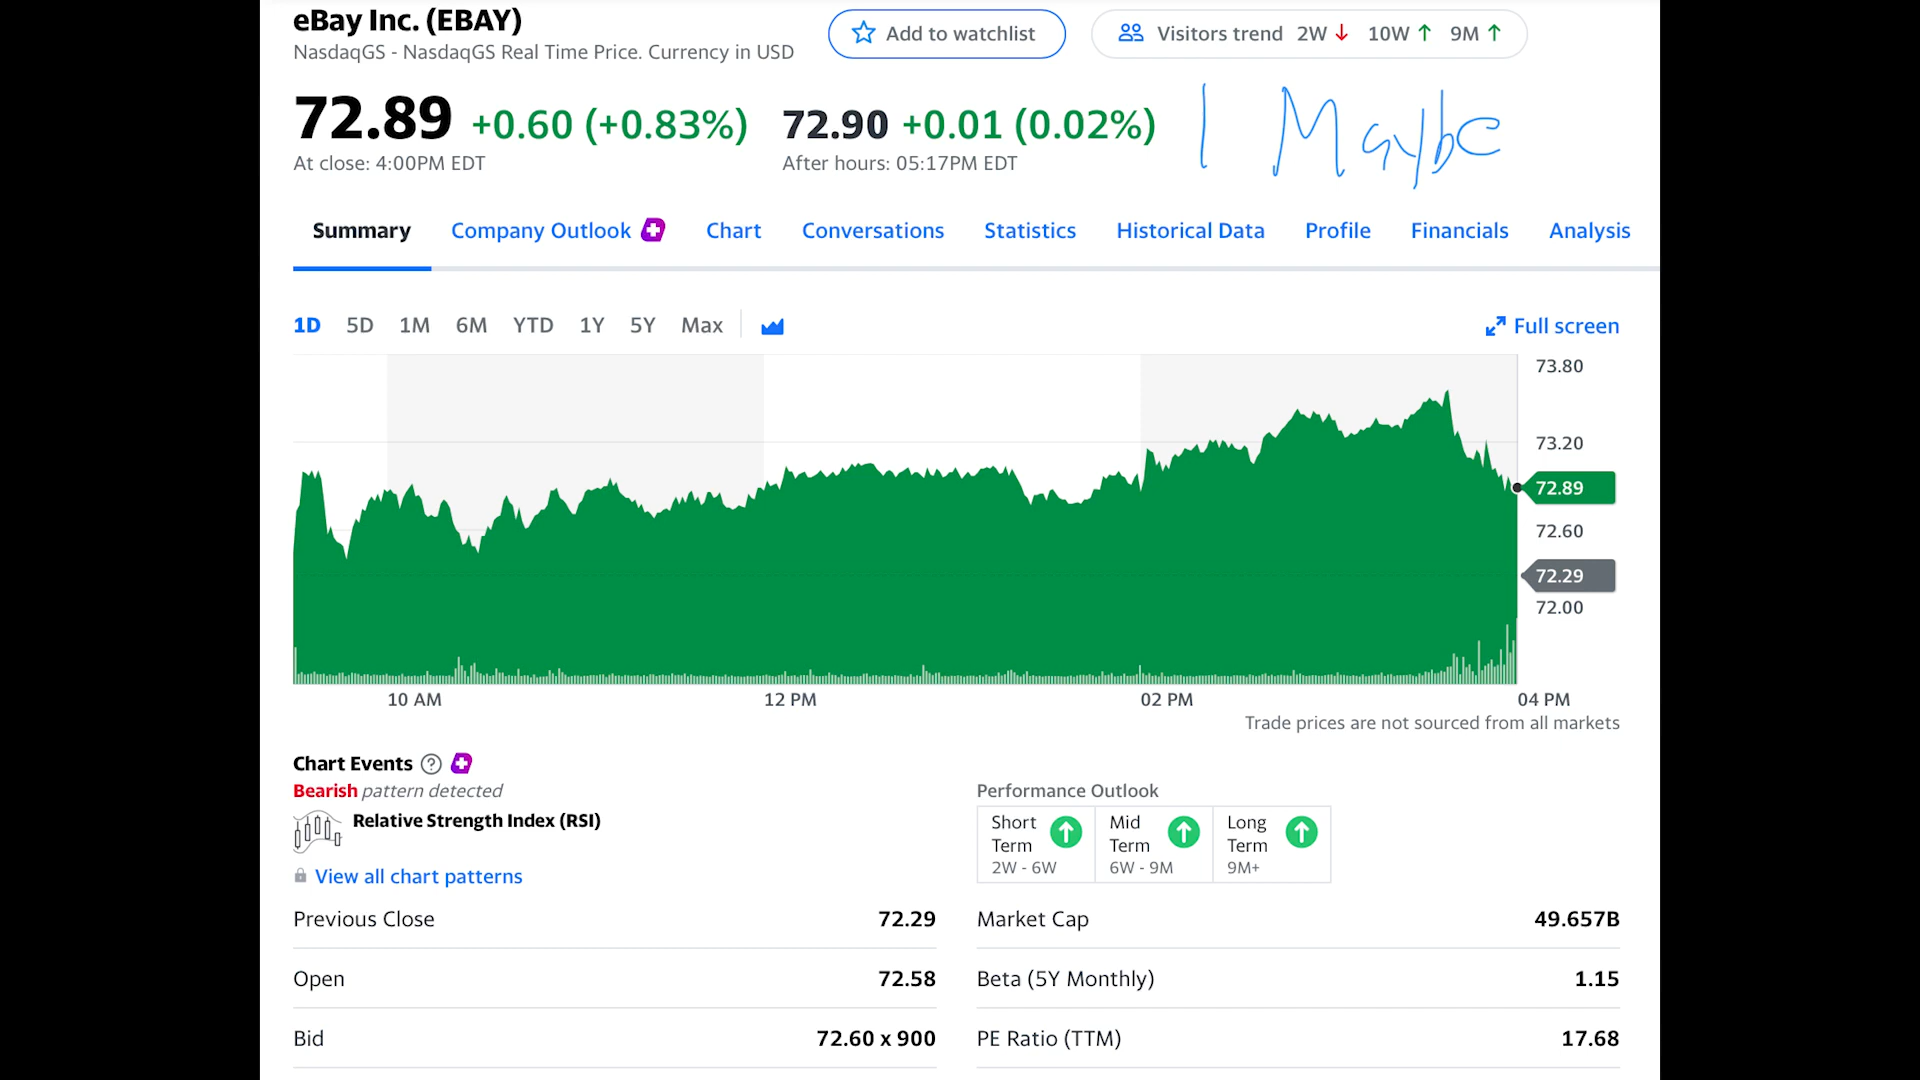 eBay Inc. (EBAY)
NasdaqGS - NasdaqGS Real Time Price. Currency in USD
Add to watchlist
Visitors trend 2W ↓ 10W ↑ 9M ↑
72.89 +0.60 (+0.83%)
At close: 4:00PM EDT
72.90 +0.01 (0.02%)
After hours: 05:17PM EDT
1 Maybe
Summary Company Outlook Chart Conversations Statistics Historical Data Profile Financials Analysis
1D 5D 1M 6M YTD 1Y 5Y Max
Full screen
73.80
73.20
72.89
72.60
72.29
72.00
10 AM 12 PM 02 PM 04 PM
Trade prices are not sourced from all markets
Chart Events
Bearish pattern detected
Relative Strength Index (RSI)
View all chart patterns
Performance Outlook
Short Term 2W - 6W
Mid Term 6W - 9M
Long Term 9M+
Previous Close 72.29
Open 72.58
Bid 72.60 x 900
Market Cap 49.657B
Beta (5Y Monthly) 1.15
PE Ratio (TTM) 17.68